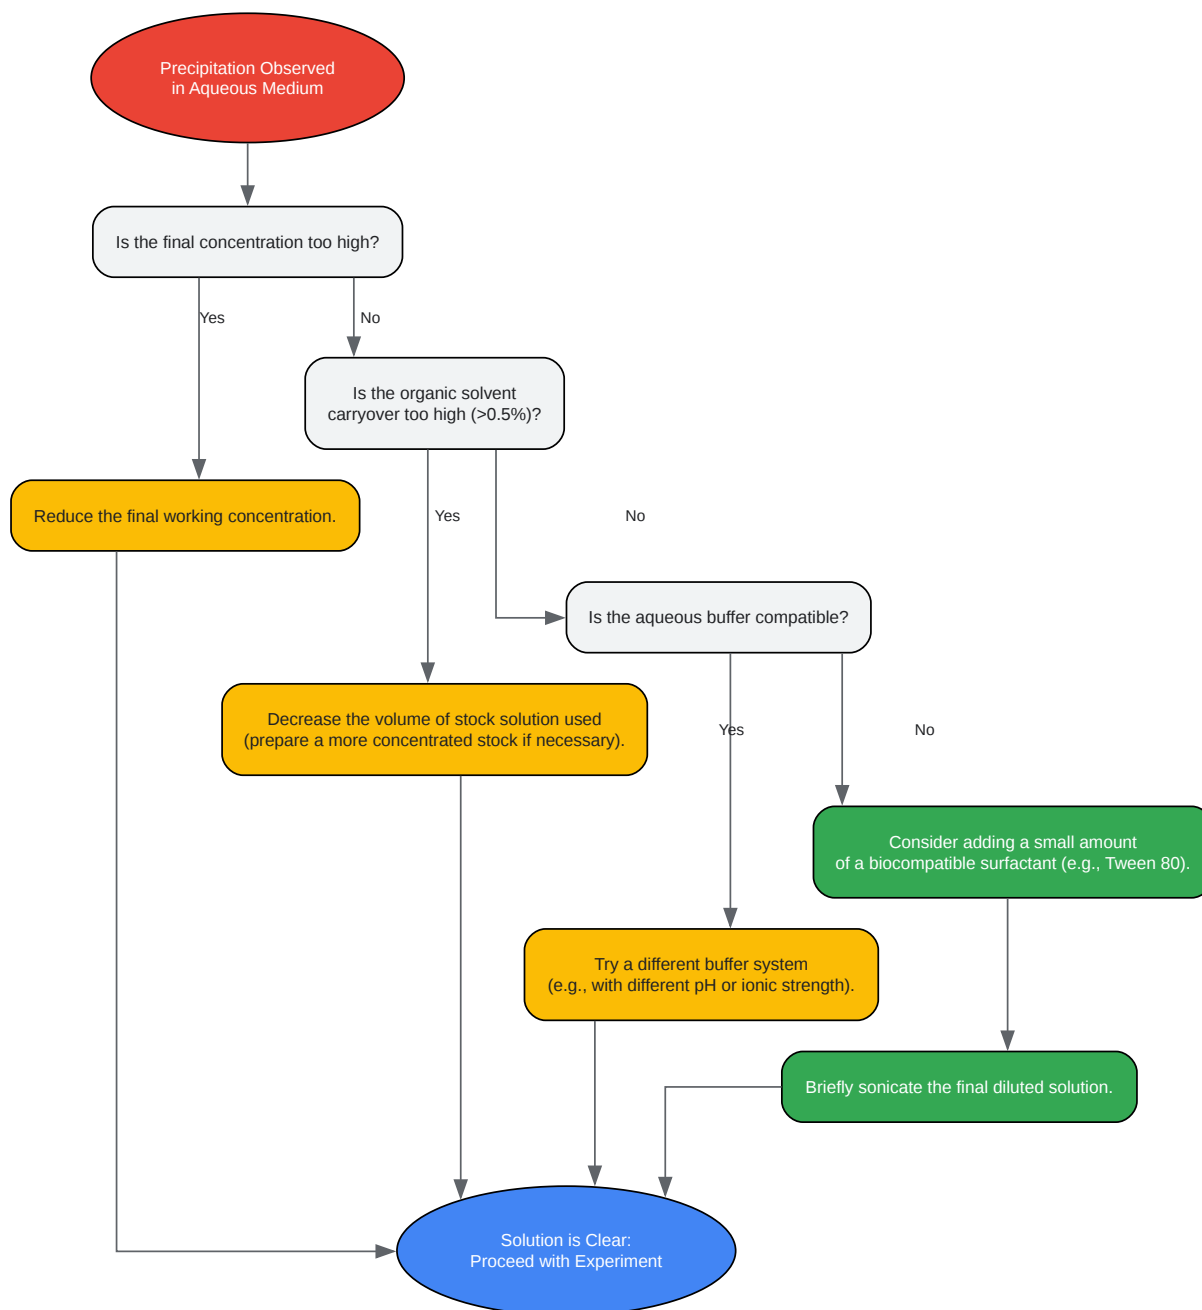 Precipitation Observed
in Aqueous Medium
Is the final concentration too high?
Yes
No
Is the organic solvent
carryover too high (>0.5%)?
Reduce the final working concentration.
Yes
No
Is the aqueous buffer compatible?
Decrease the volume of stock solution used
(prepare a more concentrated stock if necessary).
Yes
No
Consider adding a small amount
of a biocompatible surfactant (e.g., Tween 80).
Try a different buffer system
(e.g., with different pH or ionic strength).
Briefly sonicate the final diluted solution.
Solution is Clear:
Proceed with Experiment